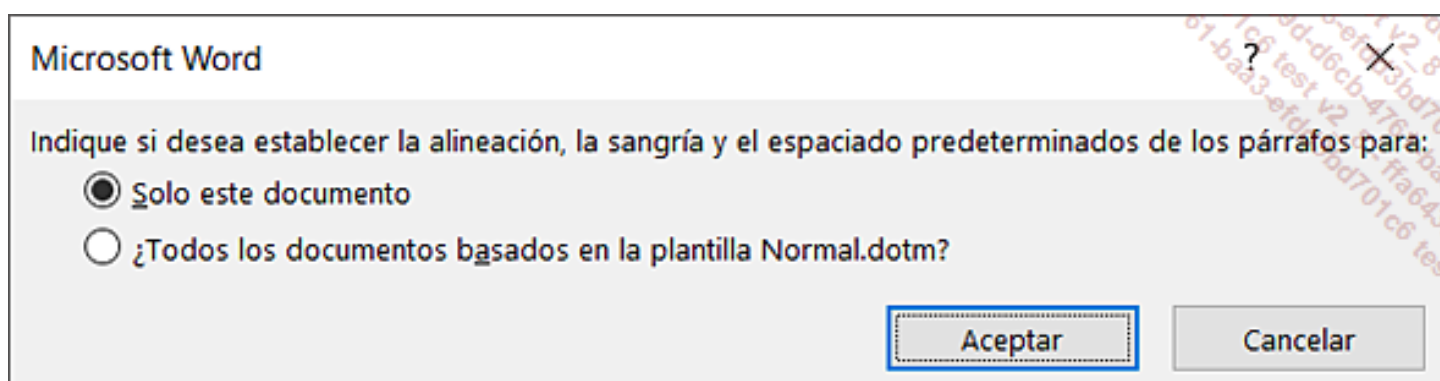 Microsoft Word
?
Indique si desea establecer la alineación, la sangría y el espaciado predeterminados de los párrafos para:
Solo este documento
¿Todos los documentos basados en la plantilla Normal.dotm?
Aceptar Cancelar